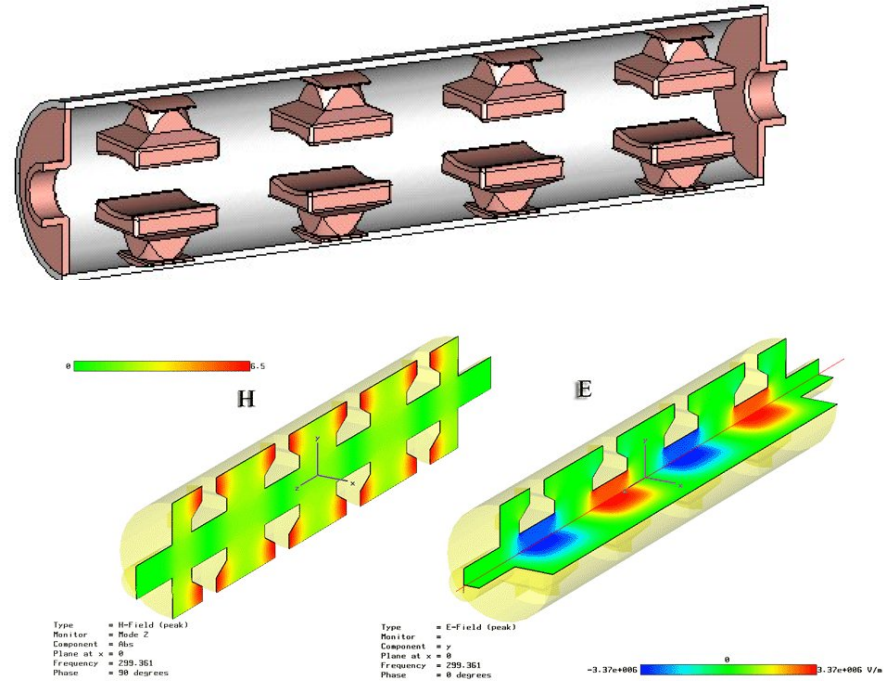 0 6.5
H
E
y
z x
y
x
Type = H-Field (peak)
Monitor = Mode 2
Component = Abs
Plane at x = 0
Frequency = 299.361
Phase = 90 degrees
Type = E-Field (peak)
Monitor =
Component = y
Plane at x = 0
Frequency = 299.361
Phase = 0 degrees
0
-3.37e+006 3.37e+006 V/m